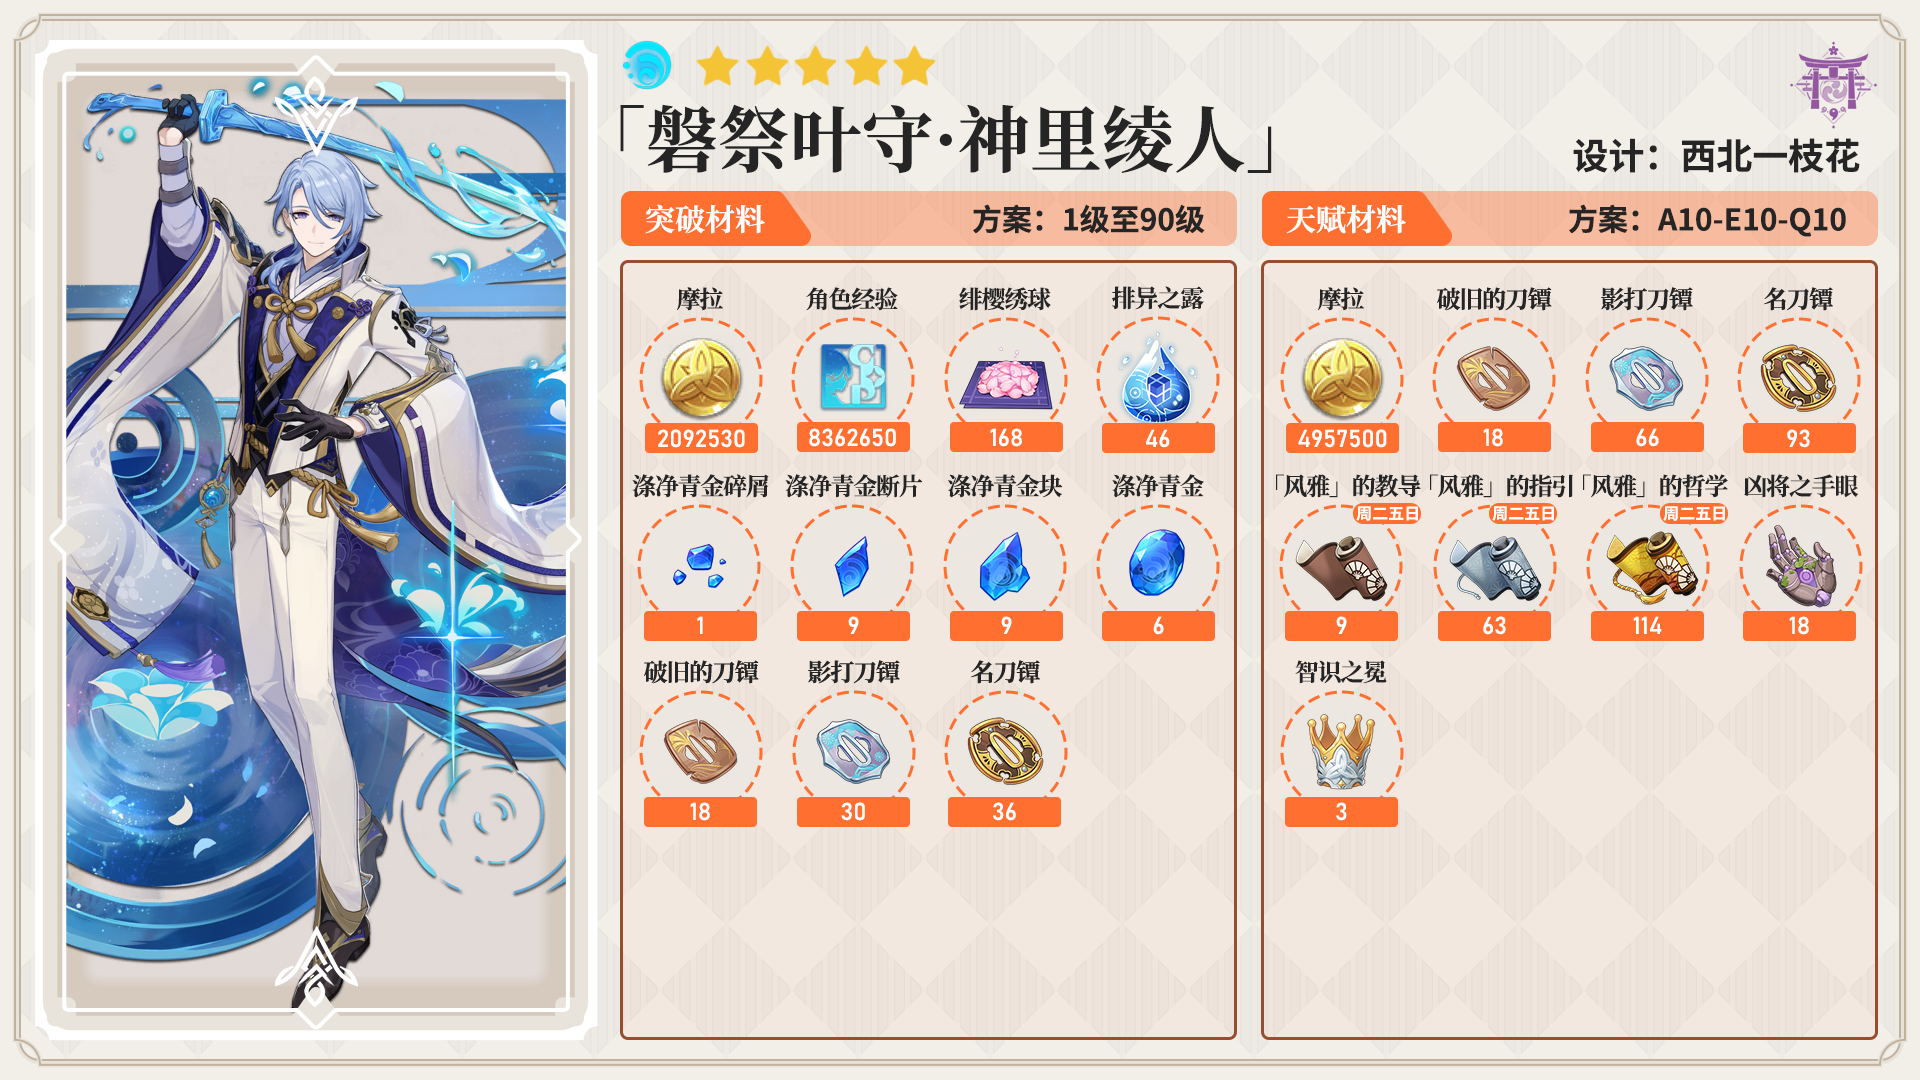 「磐祭叶守·神里绫人」
设计：西北一枝花
突破材料
方案：1级至90级
摩拉
角色经验
绯樱绣球
排异之露
2092530
8362650
168
46
涤净青金碎屑
涤净青金断片
涤净青金块
涤净青金
1
9
9
6
破旧的刀镡
影打刀镡
名刀镡
18
30
36
天赋材料
方案：A10-E10-Q10
摩拉
破旧的刀镡
影打刀镡
名刀镡
4957500
18
66
93
「风雅」的教导
「风雅」的指引
「风雅」的哲学
凶将之手眼
周二五日
周二五日
周二五日
9
63
114
18
智识之冕
3